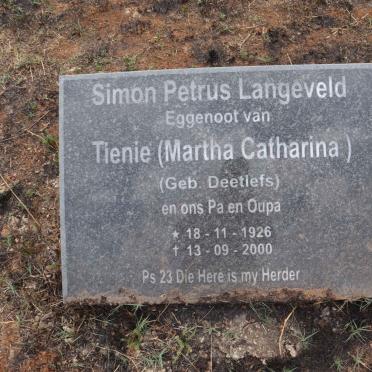 Simon Petrus Langeveld
Eggenoot van
Tienie (Martha Catharina)
(Geb. Deetlefs)
en ons Pa en Oupa
★ 18 - 11 - 1926
† 13 - 09 - 2000
Ps 23 Die Here is my Herder